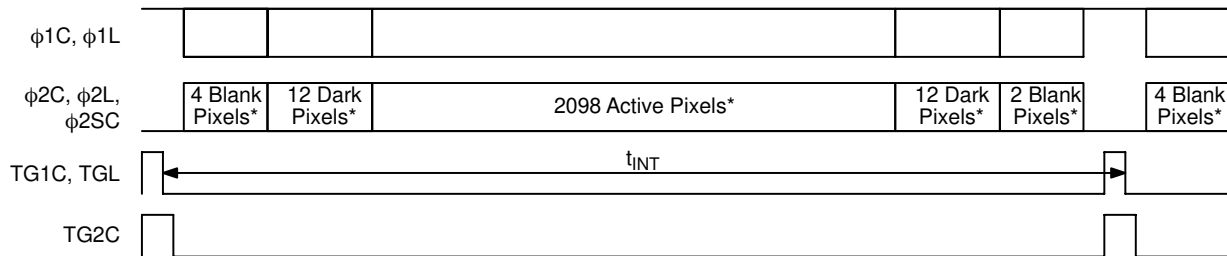 ϕ1C, ϕ1L
ϕ2C, ϕ2L,
ϕ2SC
4 Blank
Pixels*
12 Dark
Pixels*
2098 Active Pixels*
12 Dark
Pixels*
2 Blank
Pixels*
4 Blank
Pixels*
TG1C, TGL
tINT
TG2C